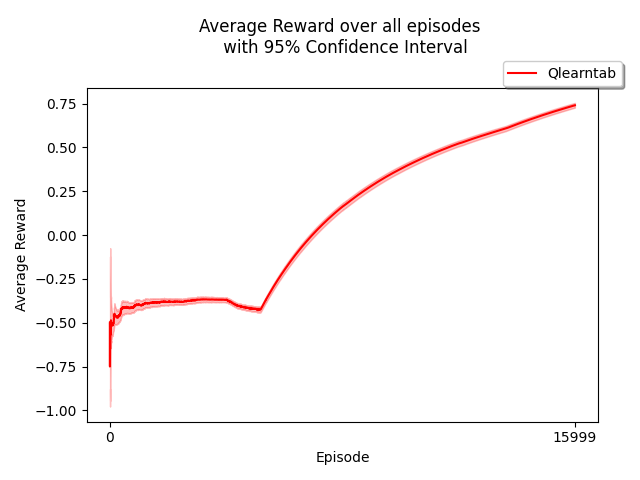 Average Reward over all episodes
with 95% Confidence Interval
Qlearntab
0.75
0.50
0.25
0.00
−0.25
−0.50
−0.75
−1.00
Average Reward
0
15999
Episode